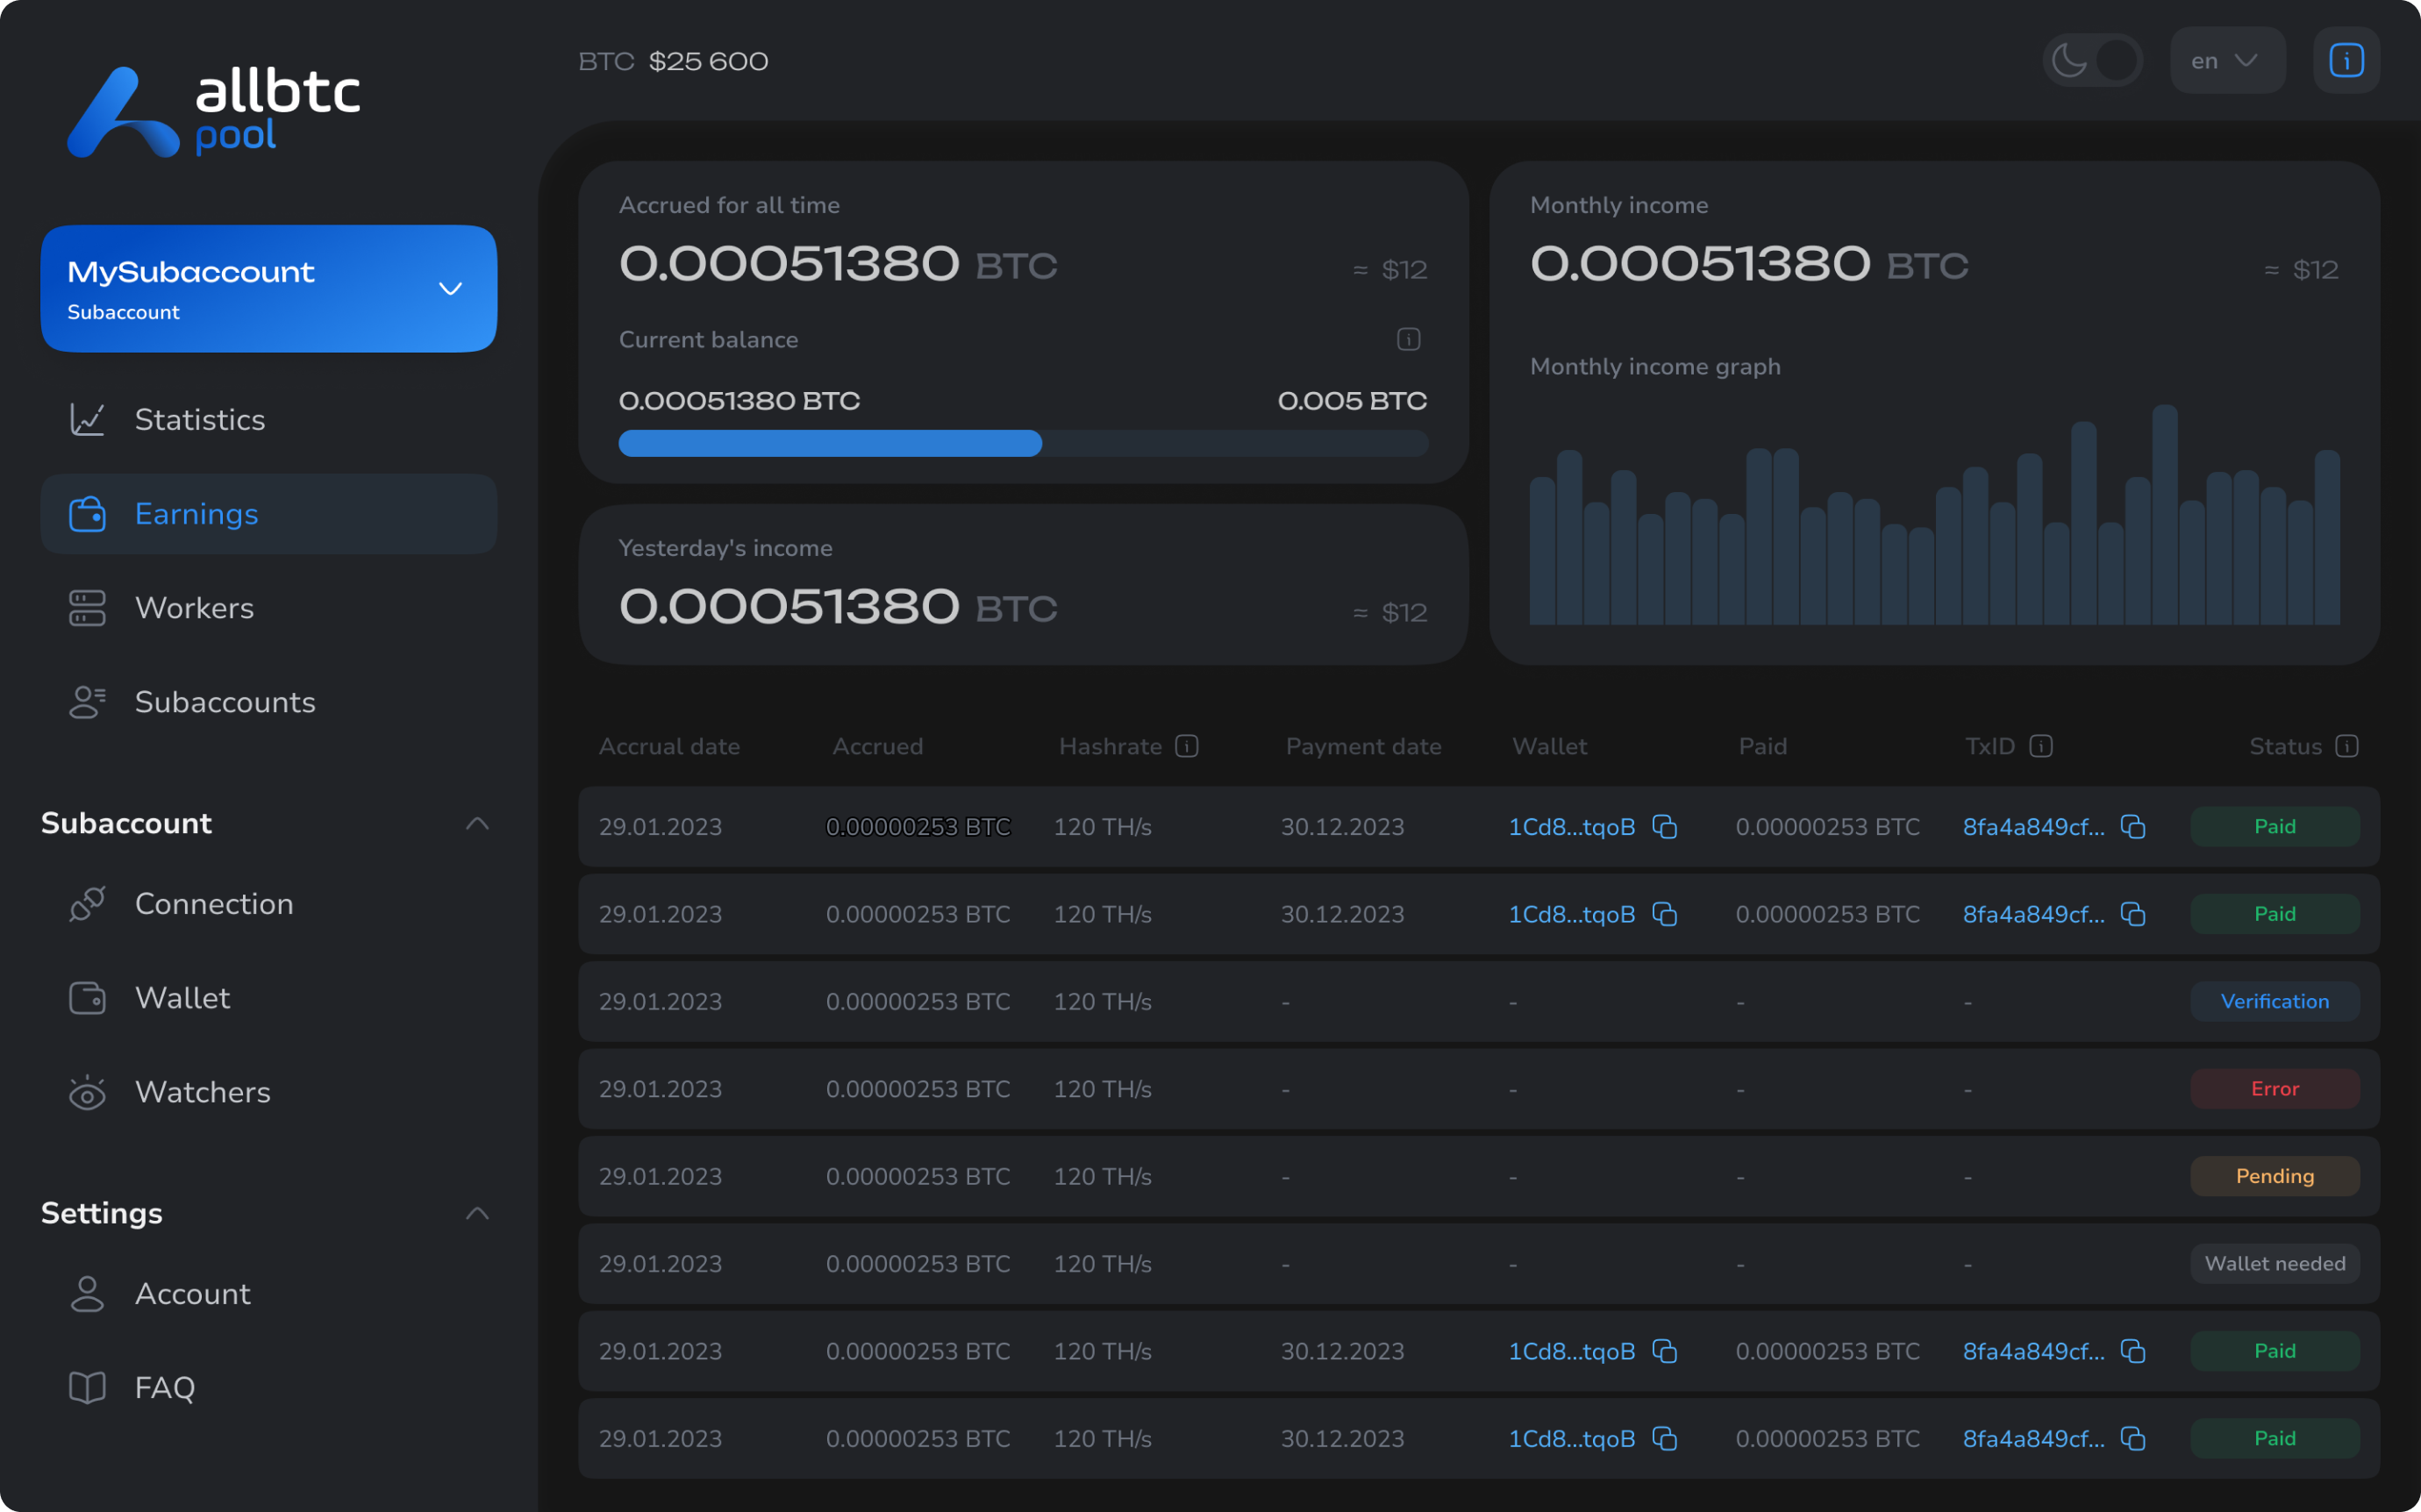 allbtc
pool
BTC $25 600
en
MySubaccount
Subaccount
Statistics
Earnings
Workers
Subaccounts
Subaccount
Connection
Wallet
Watchers
Settings
Account
FAQ
Accrued for all time
0.00051380 BTC ≈ $12
Current balance
0.00051380 BTC 0.005 BTC
Yesterday's income
0.00051380 BTC ≈ $12
Monthly income
0.00051380 BTC ≈ $12
Monthly income graph
Accrual date Accrued Hashrate Payment date Wallet Paid TxID Status
29.01.2023 0.00000253 BTC 120 TH/s 30.12.2023 1Cd8...tqoB 0.00000253 BTC 8fa4a849cf... Paid
29.01.2023 0.00000253 BTC 120 TH/s 30.12.2023 1Cd8...tqoB 0.00000253 BTC 8fa4a849cf... Paid
29.01.2023 0.00000253 BTC 120 TH/s - - - - Verification
29.01.2023 0.00000253 BTC 120 TH/s - - - - Error
29.01.2023 0.00000253 BTC 120 TH/s - - - - Pending
29.01.2023 0.00000253 BTC 120 TH/s - - - - Wallet needed
29.01.2023 0.00000253 BTC 120 TH/s 30.12.2023 1Cd8...tqoB 0.00000253 BTC 8fa4a849cf... Paid
29.01.2023 0.00000253 BTC 120 TH/s 30.12.2023 1Cd8...tqoB 0.00000253 BTC 8fa4a849cf... Paid